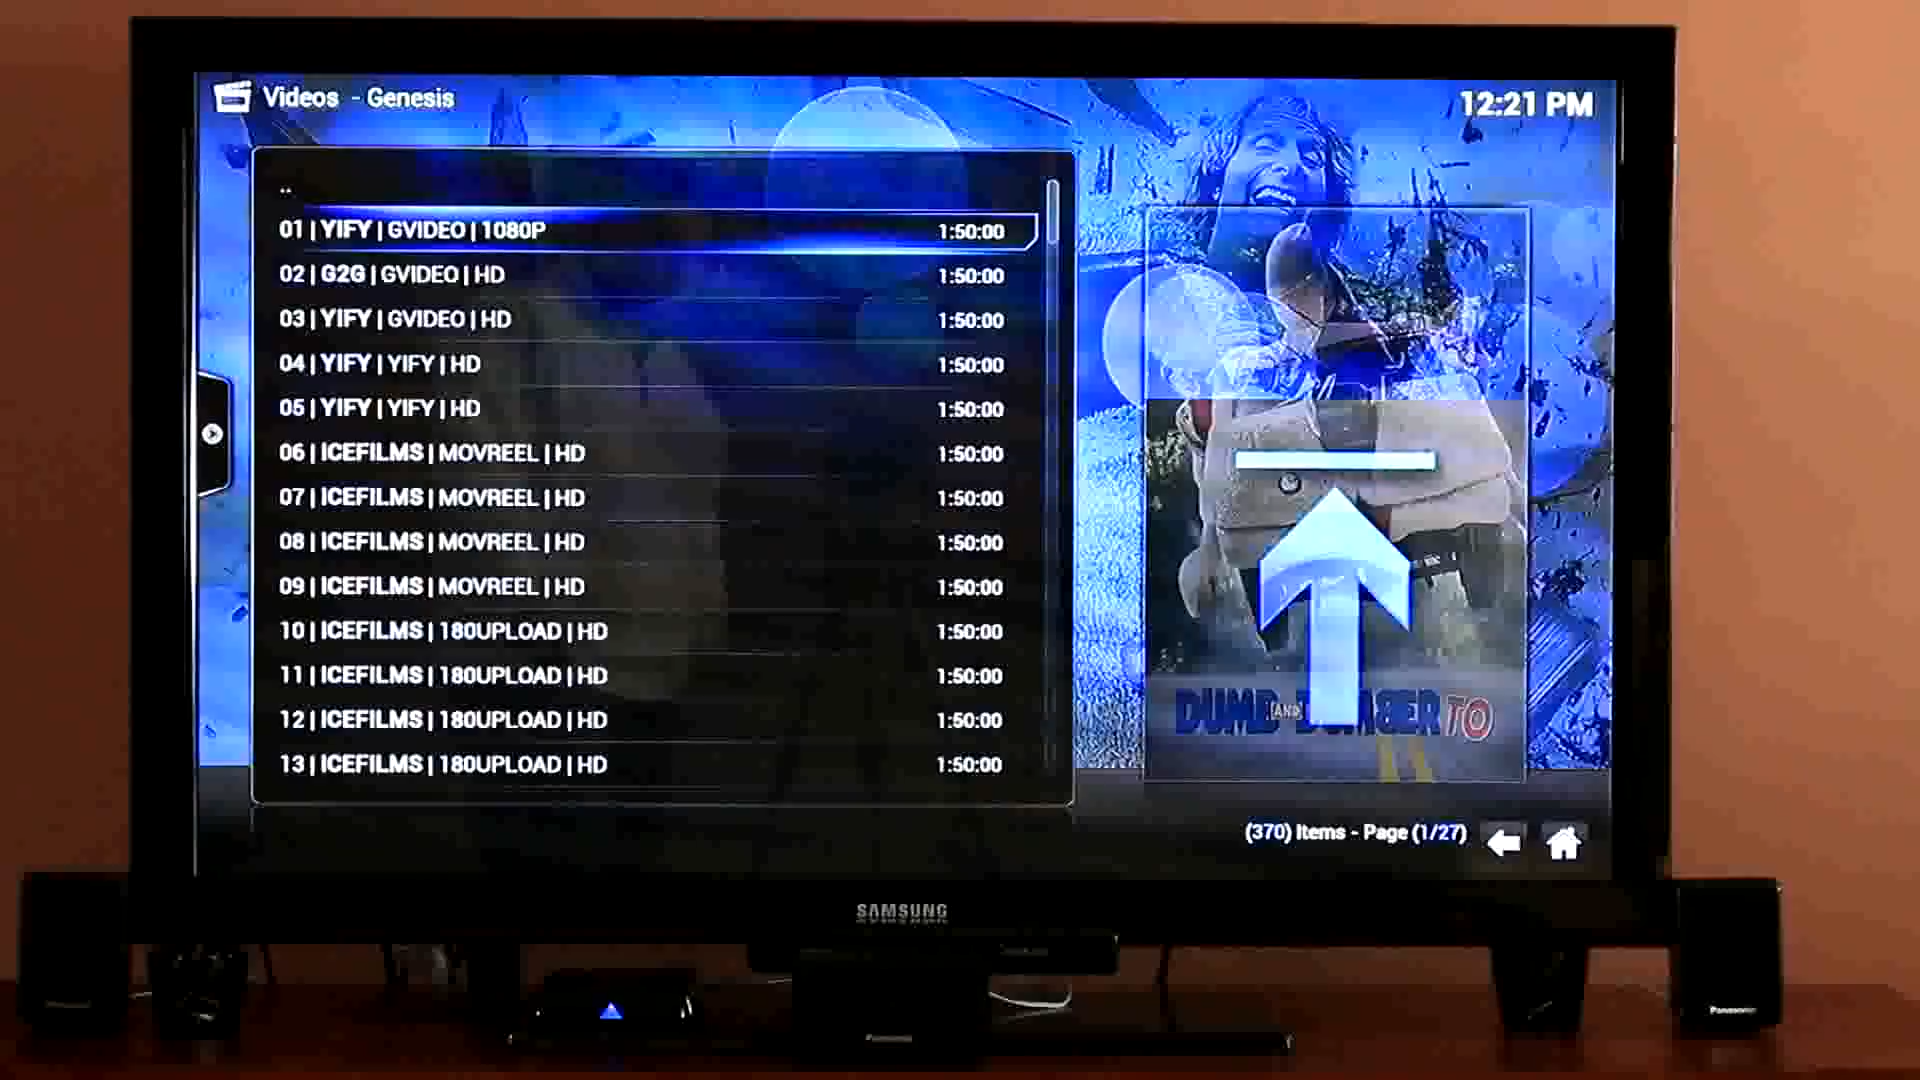 Videos - Genesis
12:21 PM
..
01 | YIFY | GVIDEO | 1080P 1:50:00
02 | G2G | GVIDEO | HD 1:50:00
03 | YIFY | GVIDEO | HD 1:50:00
04 | YIFY | YIFY | HD 1:50:00
05 | YIFY | YIFY | HD 1:50:00
06 | ICEFILMS | MOVREEL | HD 1:50:00
07 | ICEFILMS | MOVREEL | HD 1:50:00
08 | ICEFILMS | MOVREEL | HD 1:50:00
09 | ICEFILMS | MOVREEL | HD 1:50:00
10 | ICEFILMS | 180UPLOAD | HD 1:50:00
11 | ICEFILMS | 180UPLOAD | HD 1:50:00
12 | ICEFILMS | 180UPLOAD | HD 1:50:00
13 | ICEFILMS | 180UPLOAD | HD 1:50:00
DUMB AND TO
(370) Items - Page (1/27)
SAMSUNG
Panasonic
Panasonic